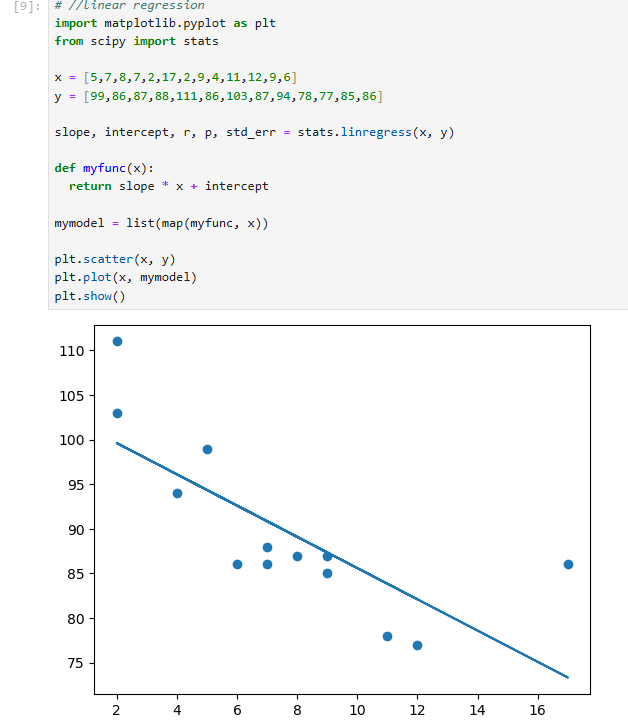 [9]: # //linear regression
import matplotlib.pyplot as plt
from scipy import stats
x = [5,7,8,7,2,17,2,9,4,11,12,9,6]
y = [99,86,87,88,111,86,103,87,94,78,77,85,86]
slope, intercept, r, p, std_err = stats.linregress(x, y)
def myfunc(x):
  return slope * x + intercept
mymodel = list(map(myfunc, x))
plt.scatter(x, y)
plt.plot(x, mymodel)
plt.show()
110
105
100
95
90
85
80
75
2 4 6 8 10 12 14 16